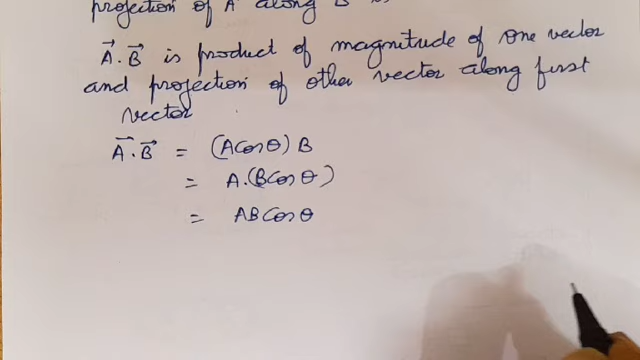 projection of A along B is
A⃗.B⃗ is product of magnitude of one vector
and projection of other vector along first
vector
A⃗.B⃗ = (A Cos θ) B
= A.(B Cos θ)
= AB Cos θ